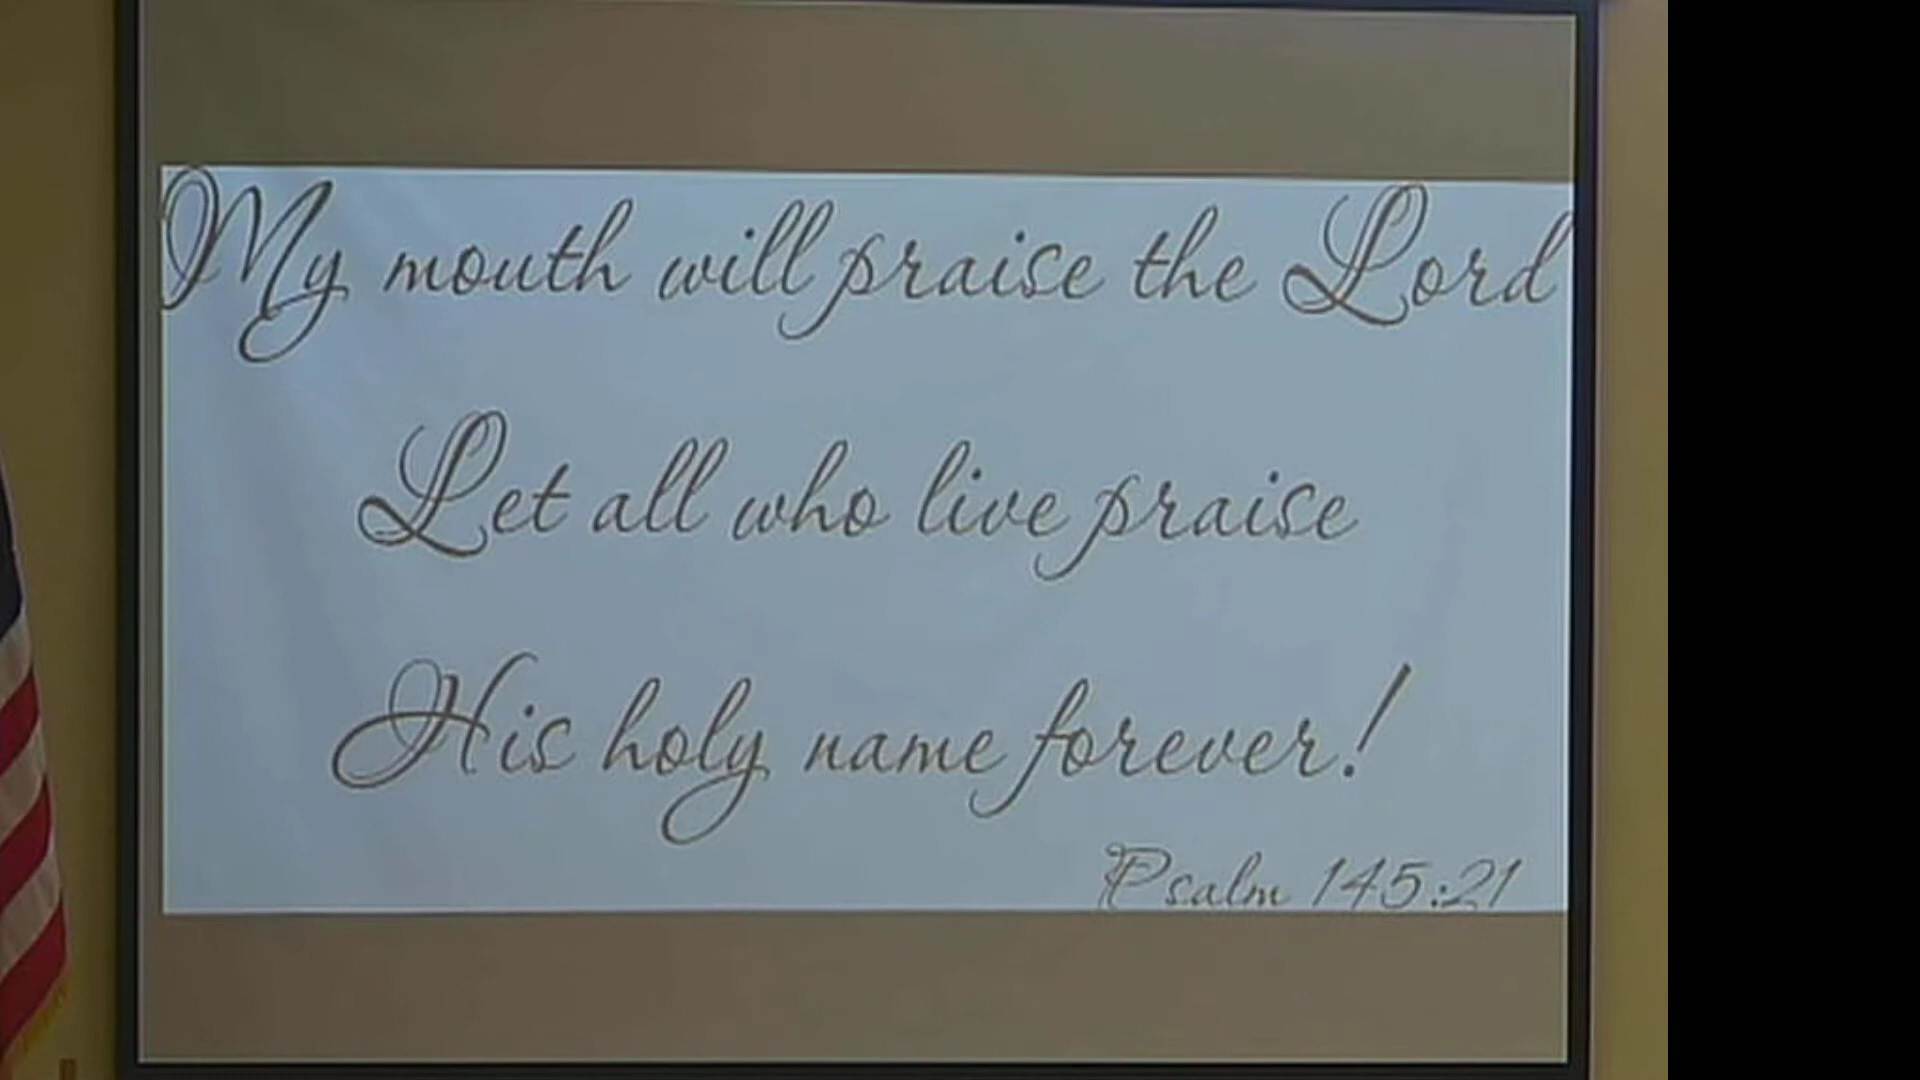 My mouth will praise the Lord
Let all who live praise
His holy name forever!
Psalm 145:21